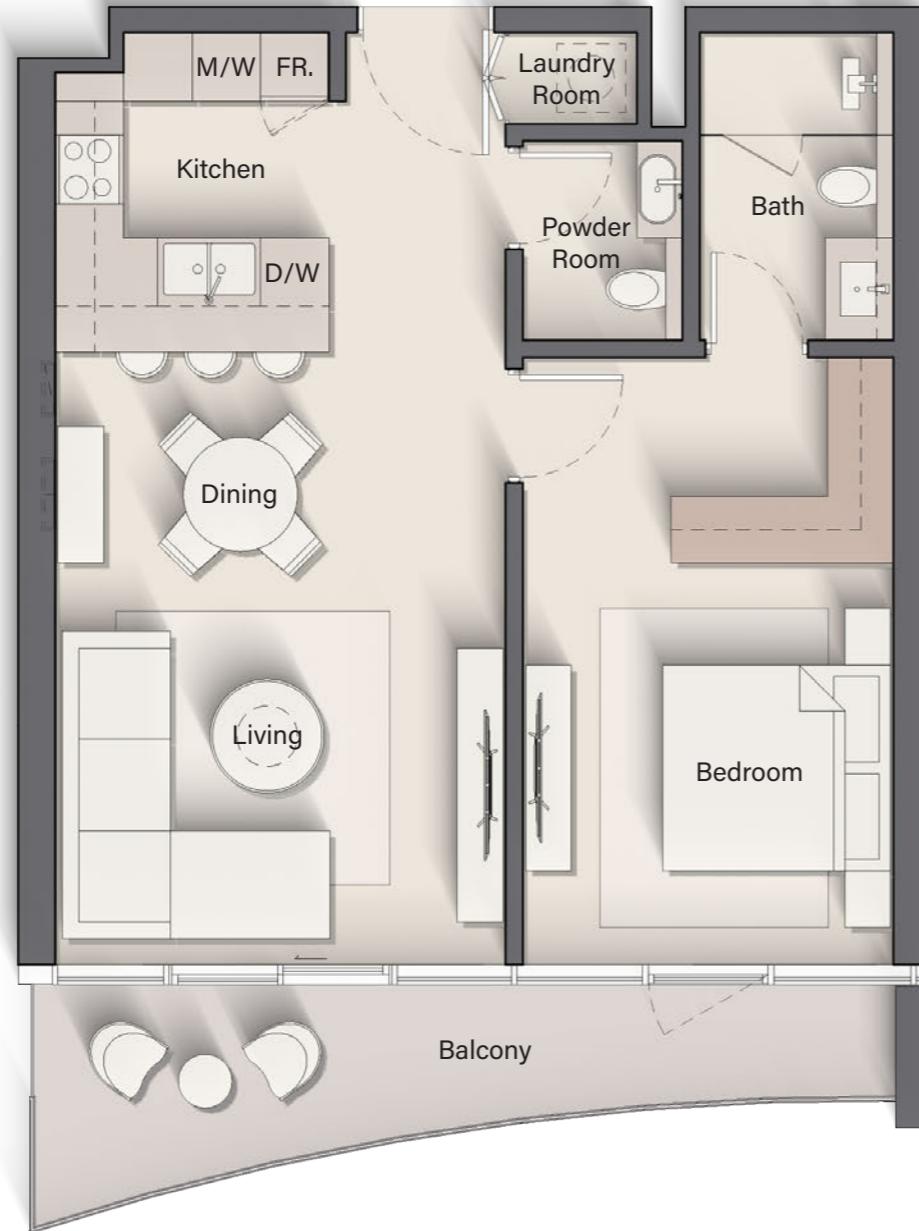 M/W
FR.
Laundry
Room
Kitchen
Powder
Room
Bath
D/W
Dining
Living
Bedroom
Balcony